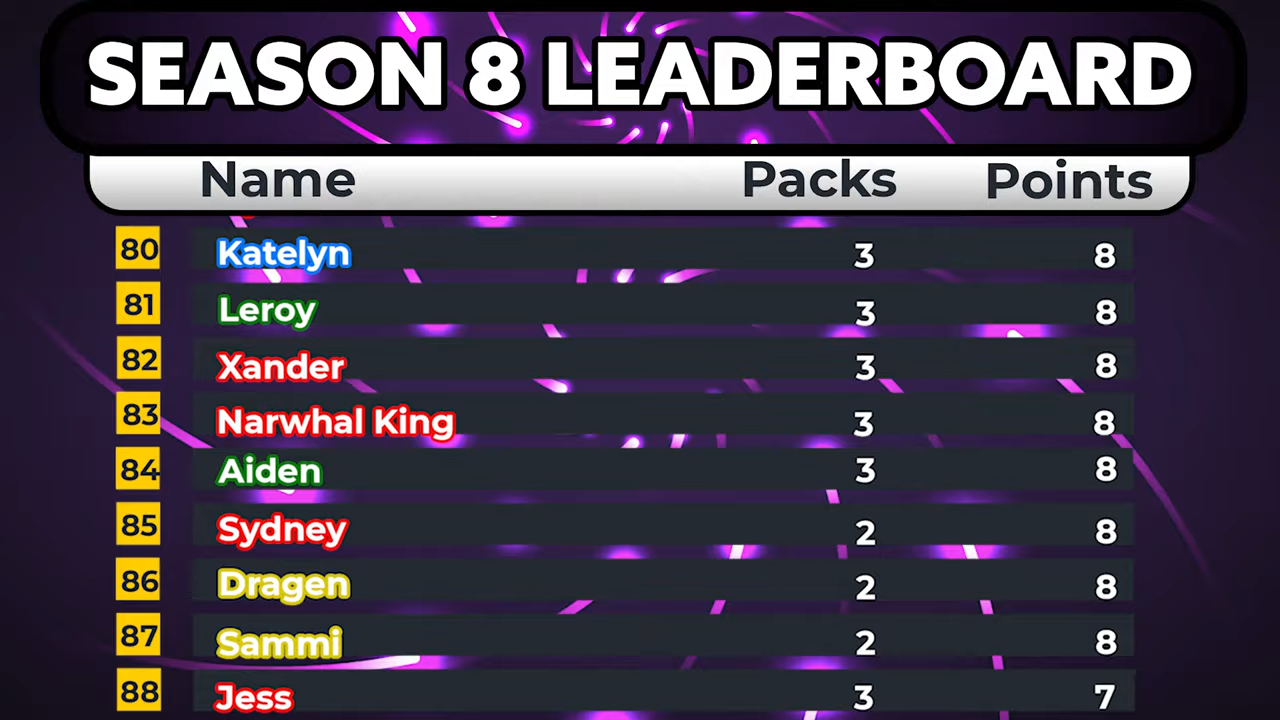 SEASON 8 LEADERBOARD
Name Packs Points
80 Katelyn 3 8
81 Leroy 3 8
82 Xander 3 8
83 Narwhal King 3 8
84 Aiden 3 8
85 Sydney 2 8
86 Dragen 2 8
87 Sammi 2 8
88 Jess 3 7